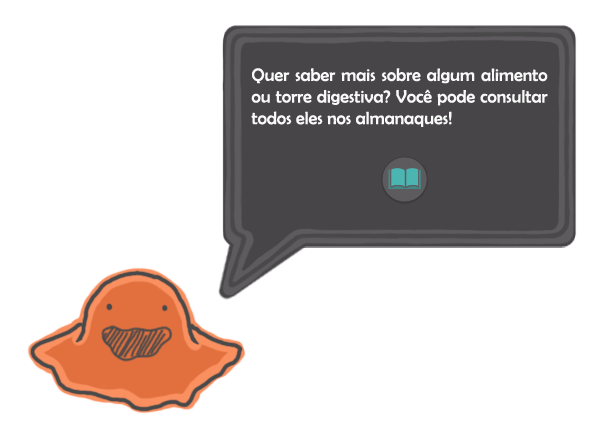 Quer saber mais sobre algum alimento
ou torre digestiva? Você pode consultar
todos eles nos almanaques!